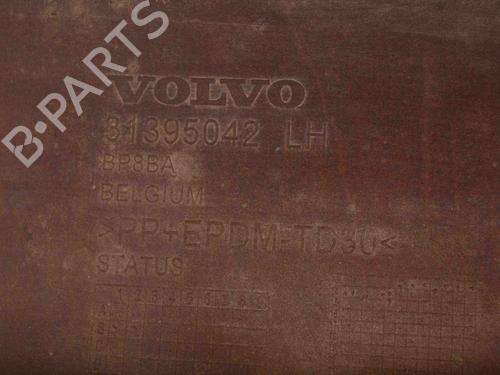 B-PARTS
VOLVO
31395042 LH
BP8BA
BELGIUM
>PP+EPDM-TD30<
STATUS